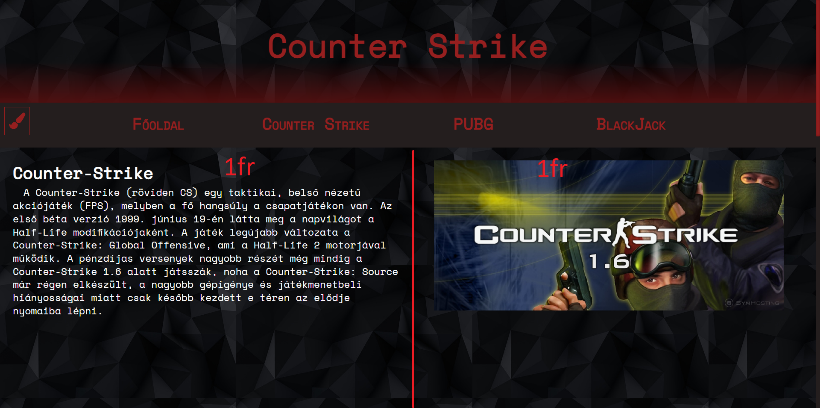 Counter Strike
Főoldal Counter Strike PUBG BlackJack
1fr 1fr
Counter-Strike
A Counter-Strike (röviden CS) egy taktikai, belső nézetű
akciójáték (FPS), melyben a fő hangsúly a csapatjátékon van. Az
első béta verzió 1999. június 19-én látta meg a napvilágot a
Half-Life modifikációjaként. A játék legújabb változata a
Counter-Strike: Global Offensive, ami a Half-Life 2 motorjával
működik. A pénzdíjas versenyek nagyobb részét még mindig a
Counter-Strike 1.6 alatt játsszák, noha a Counter-Strike: Source
már régen elkészült, a nagyobb gépigénye és játékmenetbeli
hiányosságai miatt csak később kezdett e téren az elődje
nyomaiba lépni.
Counter Strike
1.6